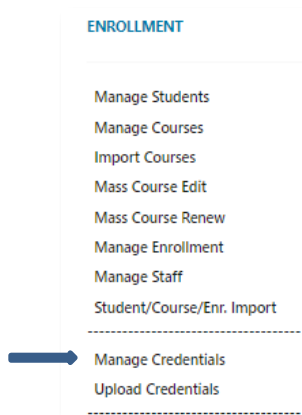 ENROLLMENT
Manage Students
Manage Courses
Import Courses
Mass Course Edit
Mass Course Renew
Manage Enrollment
Manage Staff
Student/Course/Enr. Import
Manage Credentials
Upload Credentials